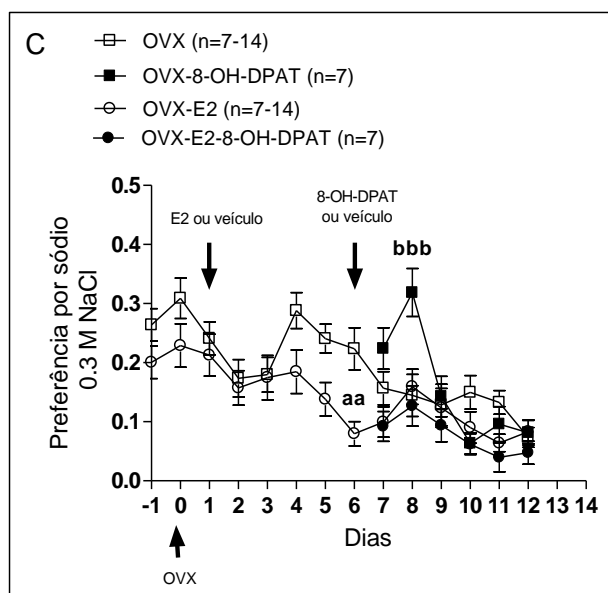 C
OVX (n=7-14)
OVX-8-OH-DPAT (n=7)
OVX-E2 (n=7-14)
OVX-E2-8-OH-DPAT (n=7)
Preferência por sódio
0.3 M NaCl
0.5
0.4
0.3
0.2
0.1
0.0
E2 ou veículo
8-OH-DPAT
ou veículo
bbb
aa
-1 0 1 2 3 4 5 6 7 8 9 10 11 12 13 14
Dias
OVX